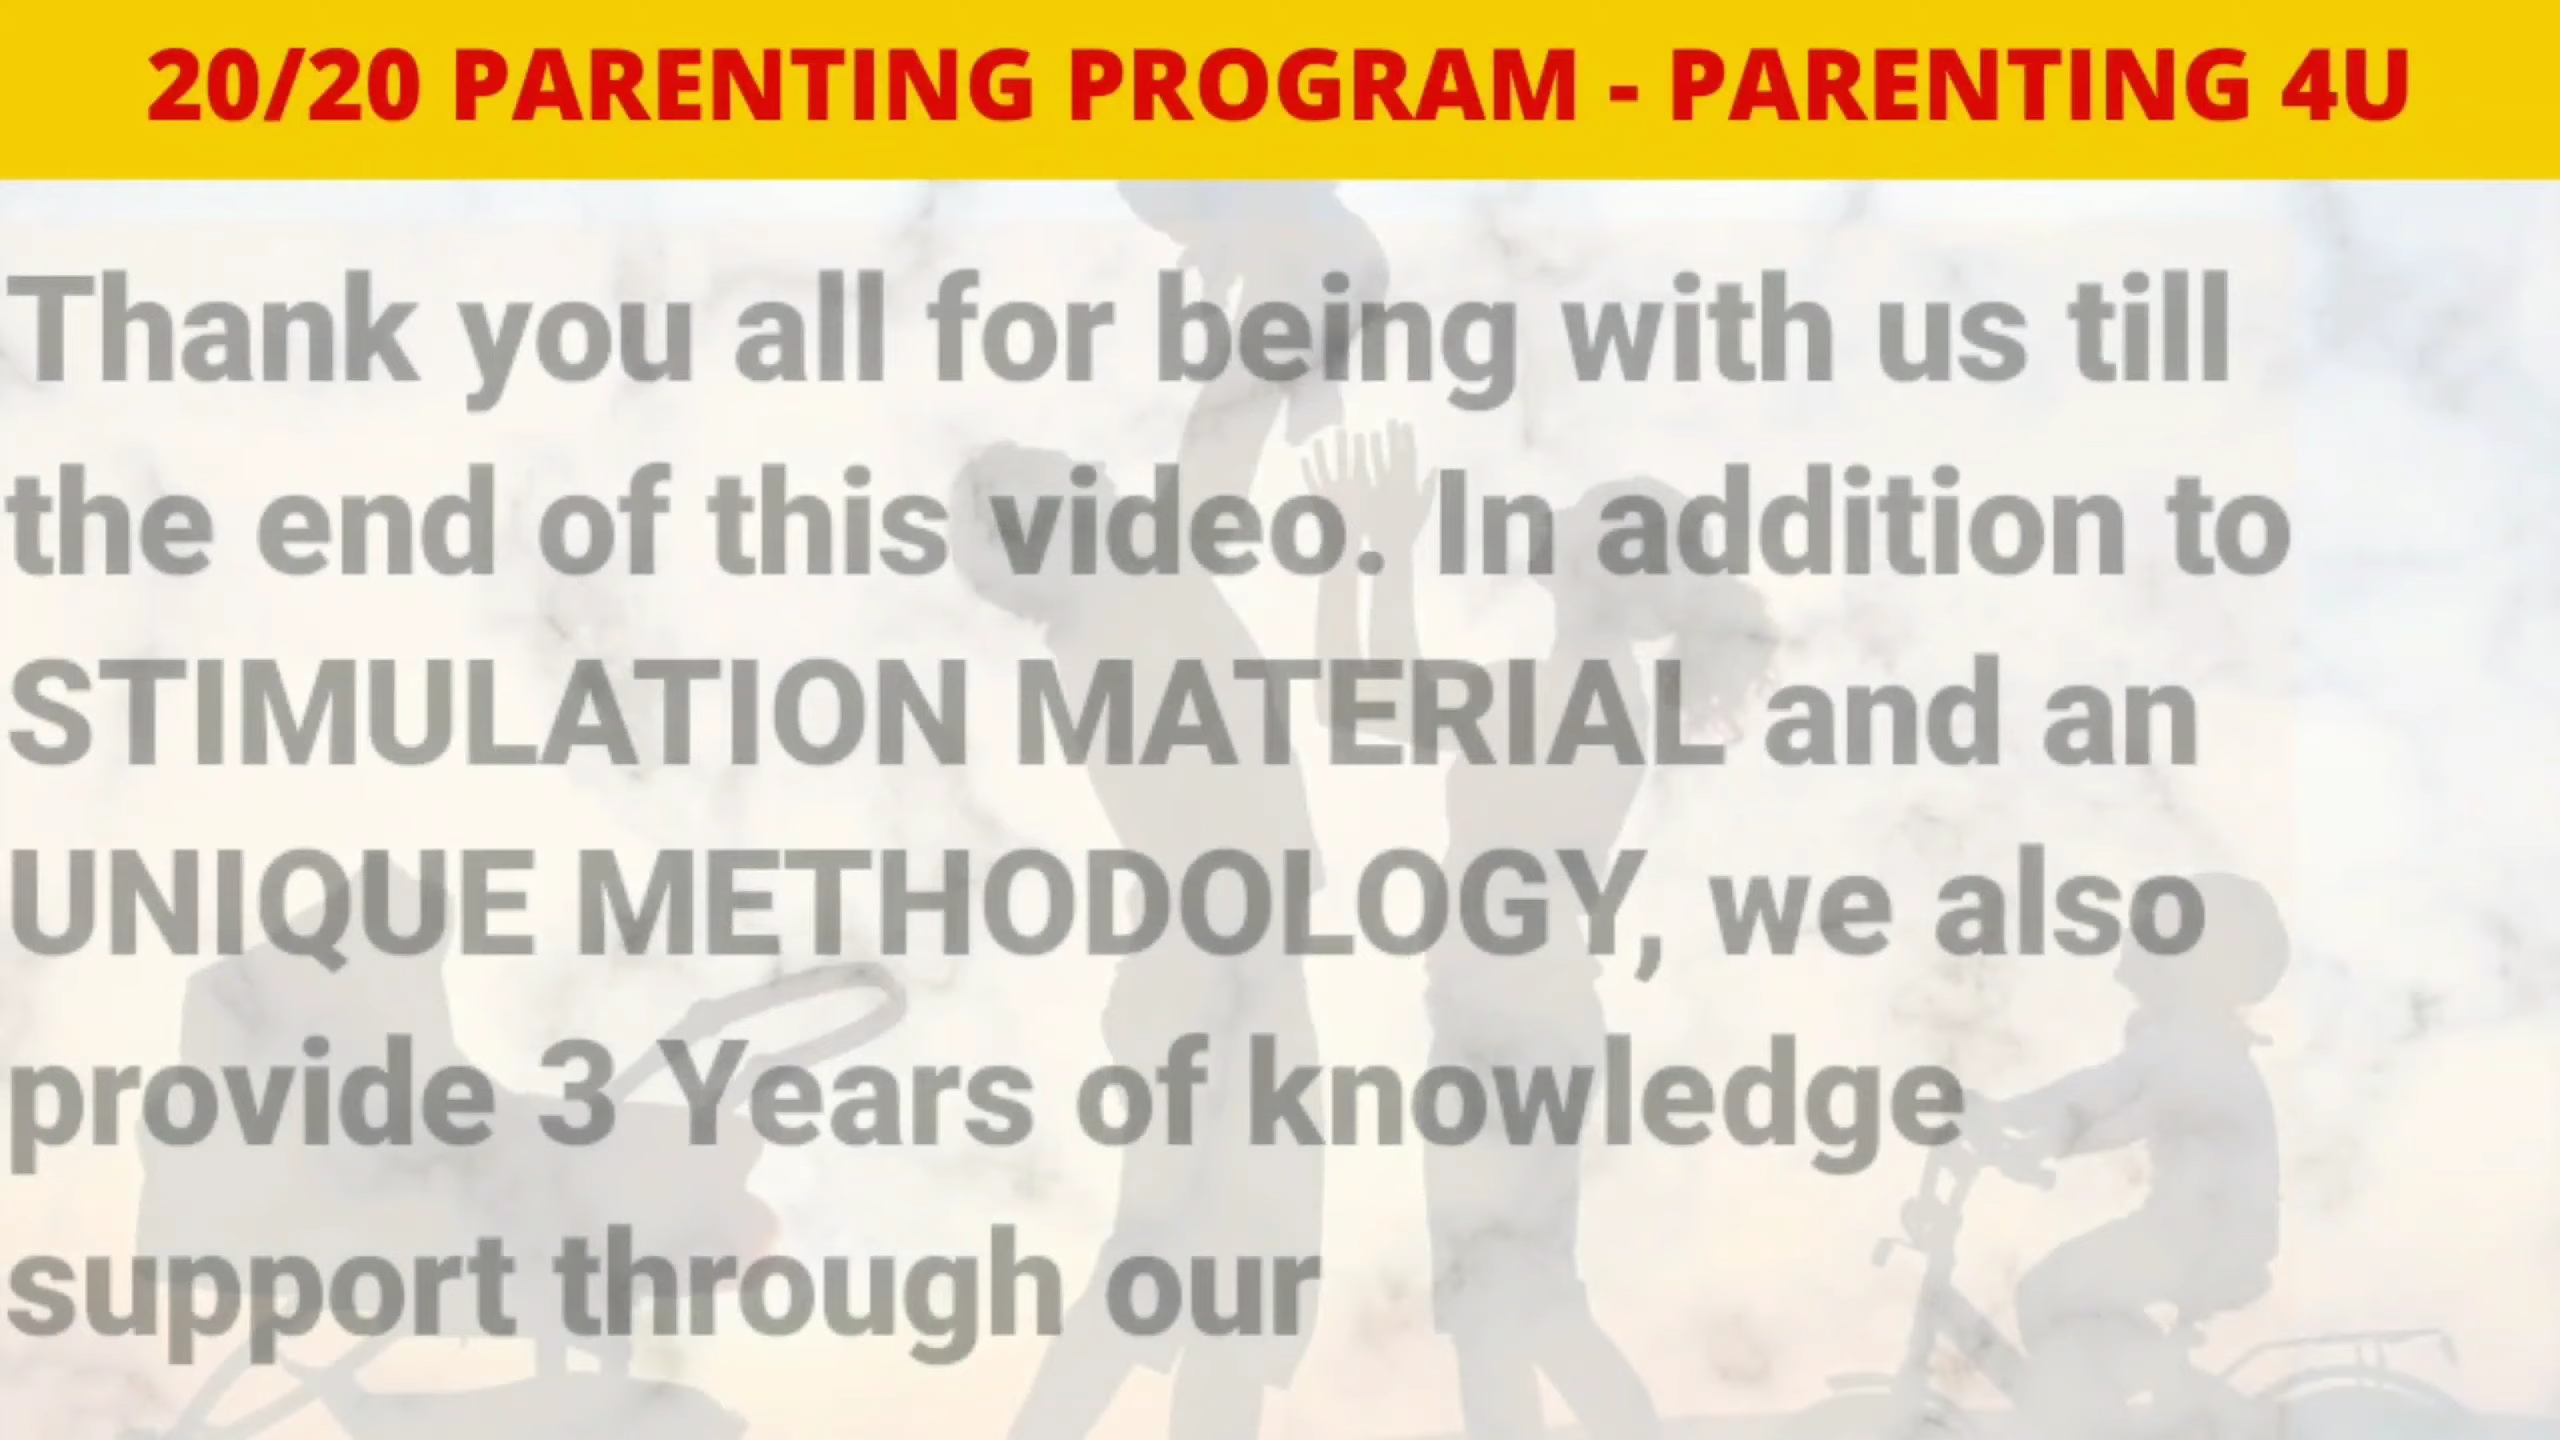 20/20 PARENTING PROGRAM - PARENTING 4U
Thank you all for being with us till
the end of this video. In addition to
STIMULATION MATERIAL and an
UNIQUE METHODOLOGY, we also
provide 3 Years of knowledge
support through our